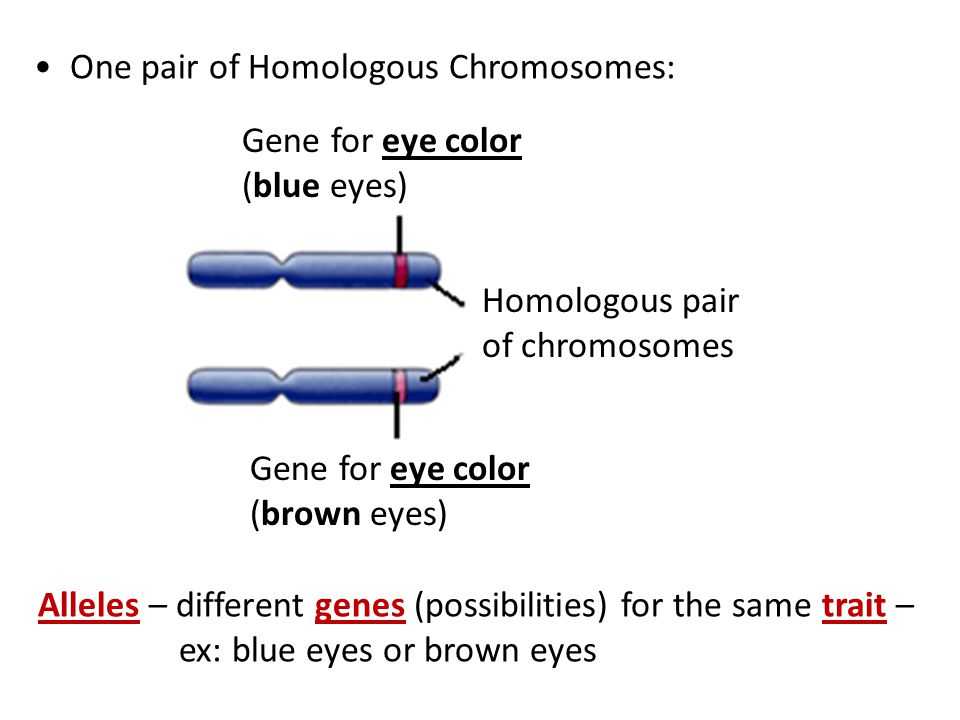 • One pair of Homologous Chromosomes:
Gene for eye color
(blue eyes)
Homologous pair
of chromosomes
Gene for eye color
(brown eyes)
Alleles – different genes (possibilities) for the same trait –
ex: blue eyes or brown eyes